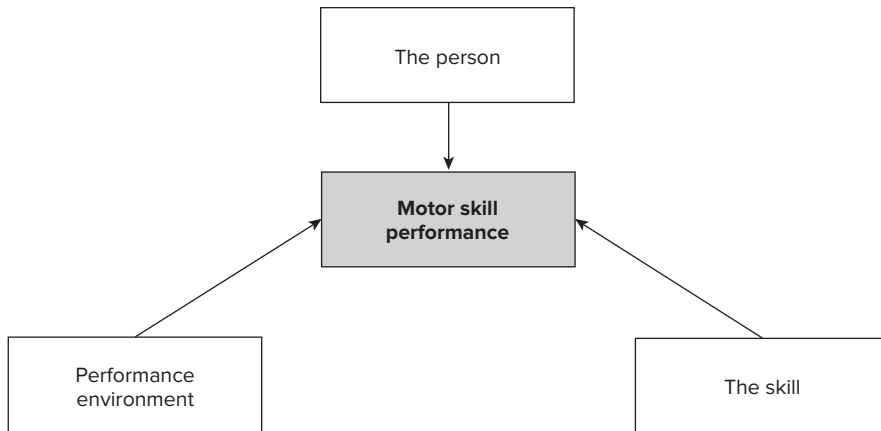 The person
Motor skill
performance
Performance
environment
The skill